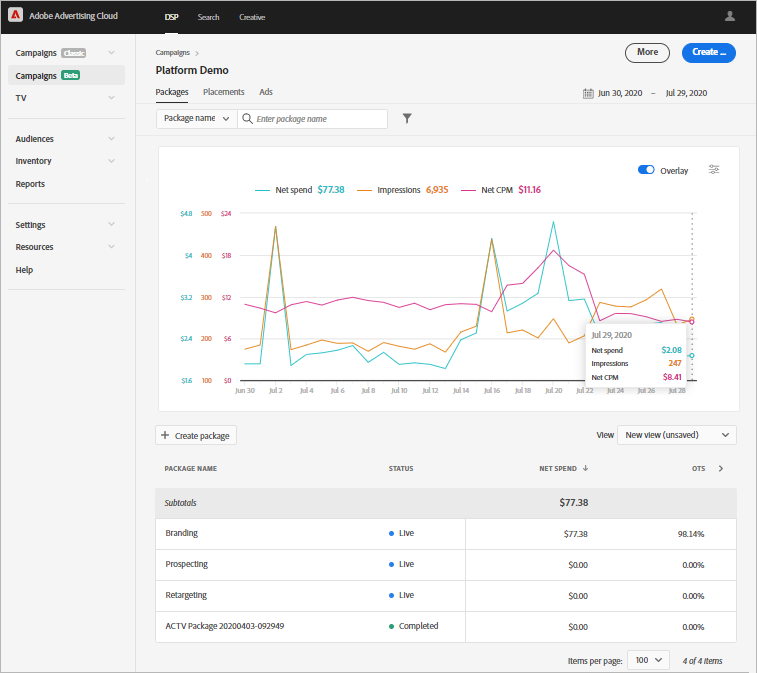 Adobe Advertising Cloud DSP Search Creative
Campaigns Classic
Campaigns Beta
TV
Audiences
Inventory
Reports
Settings
Resources
Help
Campaigns
More Create ...
Platform Demo
Packages Placements Ads
Jun 30, 2020 – Jul 29, 2020
Package name Enter package name
Overlay
Net spend $77.38 Impressions 6,935 Net CPM $11.16
$4.8 500 $24
$4 400 $18
$3.2 300 $12
$2.4 200 $6
$1.6 100 $0
Jun 30 Jul 2 Jul 4 Jul 6 Jul 8 Jul 10 Jul 12 Jul 14 Jul 16 Jul 18 Jul 20 Jul 22 Jul 24 Jul 26 Jul 28
Jul 29, 2020
Net spend $2.08
Impressions 247
Net CPM $8.41
Create package View New view (unsaved)
PACKAGE NAME STATUS NET SPEND OTS
Subtotals $77.38
Branding Live $77.38 98.14%
Prospecting Live $0.00 0.00%
Retargeting Live $0.00 0.00%
ACTV Package 20200403-092949 Completed $0.00 0.00%
Items per page: 100 4 of 4 Items